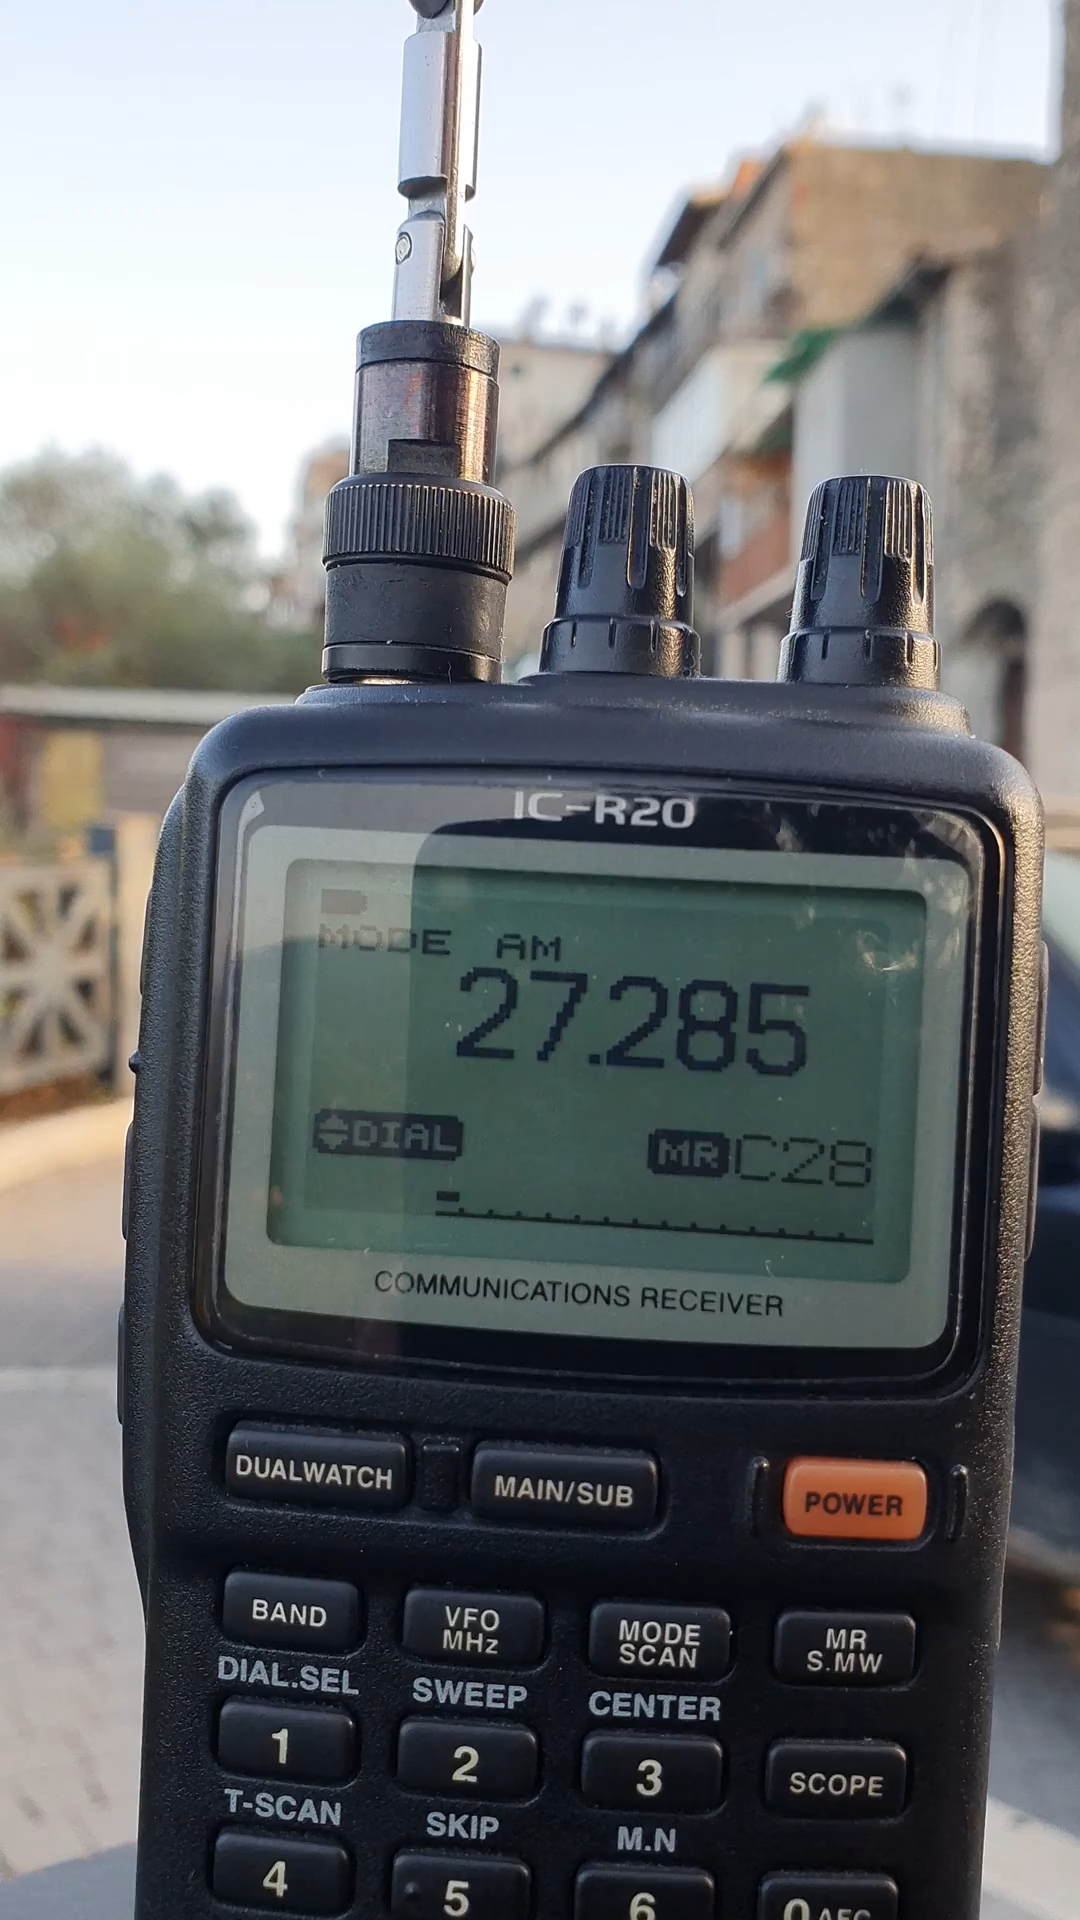 IC-R20
MODE AM
27.285
DIAL
MR C28
COMMUNICATIONS RECEIVER
DUALWATCH
MAIN/SUB
POWER
BAND
VFO
MHz
MODE
SCAN
MR
S.MW
DIAL.SEL
SWEEP
CENTER
1
2
3
SCOPE
T-SCAN
SKIP
M.N
4
5
6
0 AFC